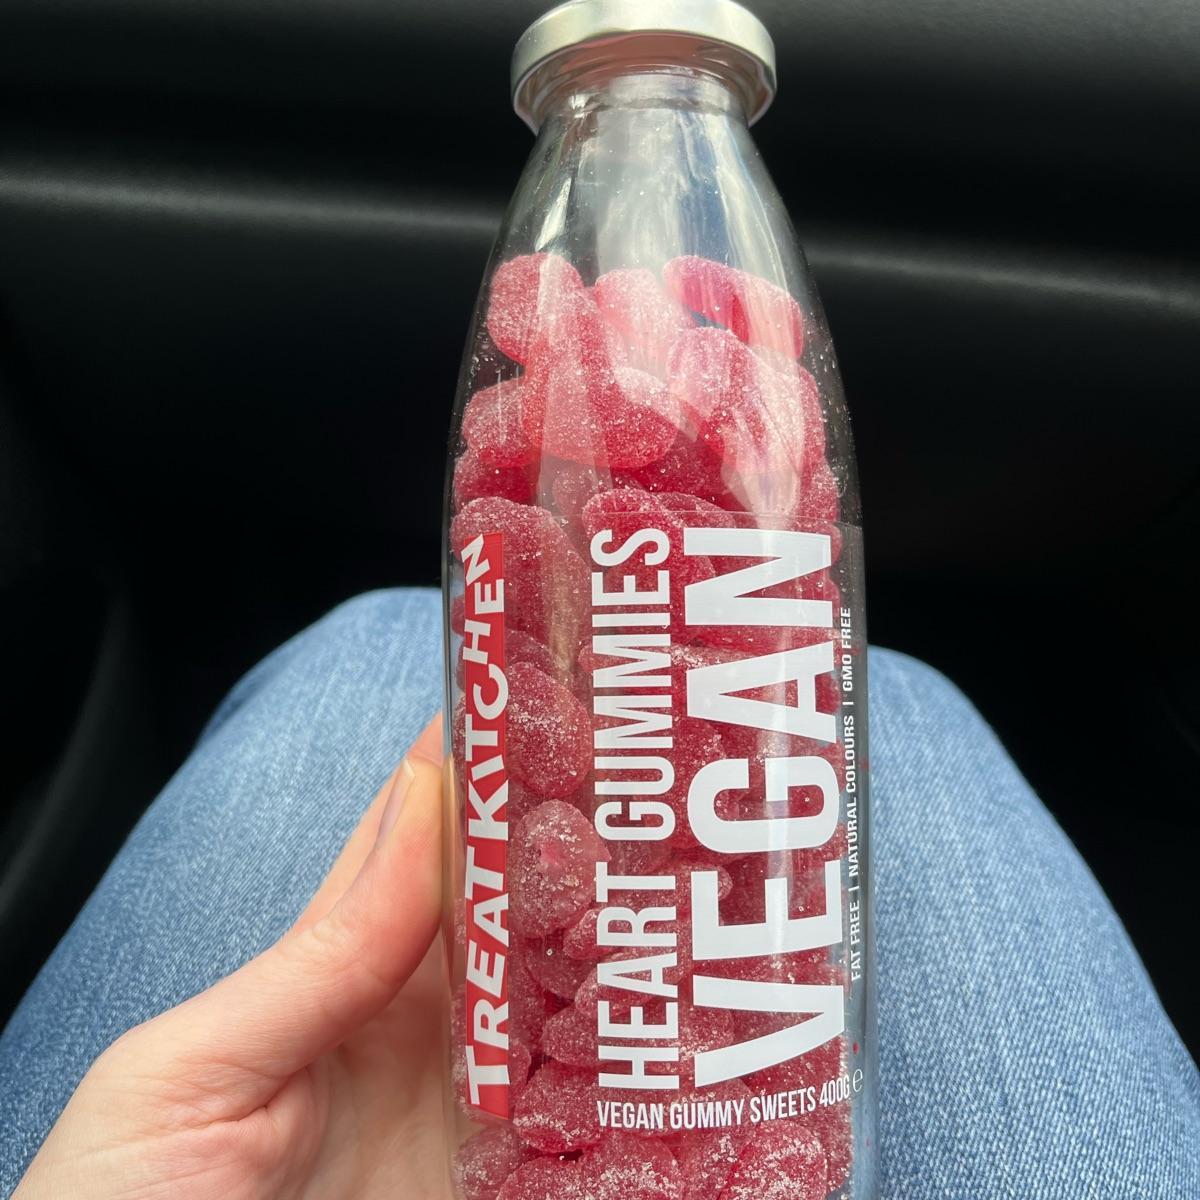 TREATKITCHEN
HEART GUMMIES
VEGAN
FAT FREE | NATURAL COLOURS | GMO FREE
VEGAN GUMMY SWEETS 400G ℮